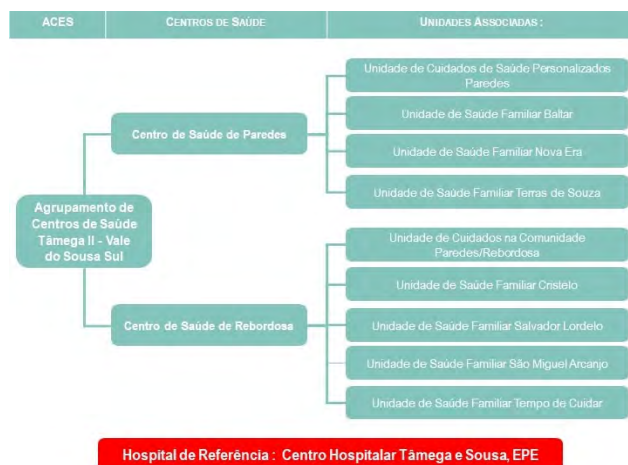 ACES
CENTROS DE SAÚDE
UNIDADES ASSOCIADAS :
Unidade de Cuidados de Saúde Personalizados
Paredes
Unidade de Saúde Familiar Baltar
Centro de Saúde de Paredes
Unidade de Saúde Familiar Nova Era
Unidade de Saúde Familiar Terras de Souza
Agrupamento de
Centros de Saúde
Tâmega II - Vale
do Sousa Sul
Unidade de Cuidados na Comunidade
Paredes/Rebordosa
Unidade de Saúde Familiar Cristelo
Centro de Saúde de Rebordosa
Unidade de Saúde Familiar Salvador Lordelo
Unidade de Saúde Familiar São Miguel Arcanjo
Unidade de Saúde Familiar Tempo de Cuidar
Hospital de Referência : Centro Hospitalar Tâmega e Sousa, EPE